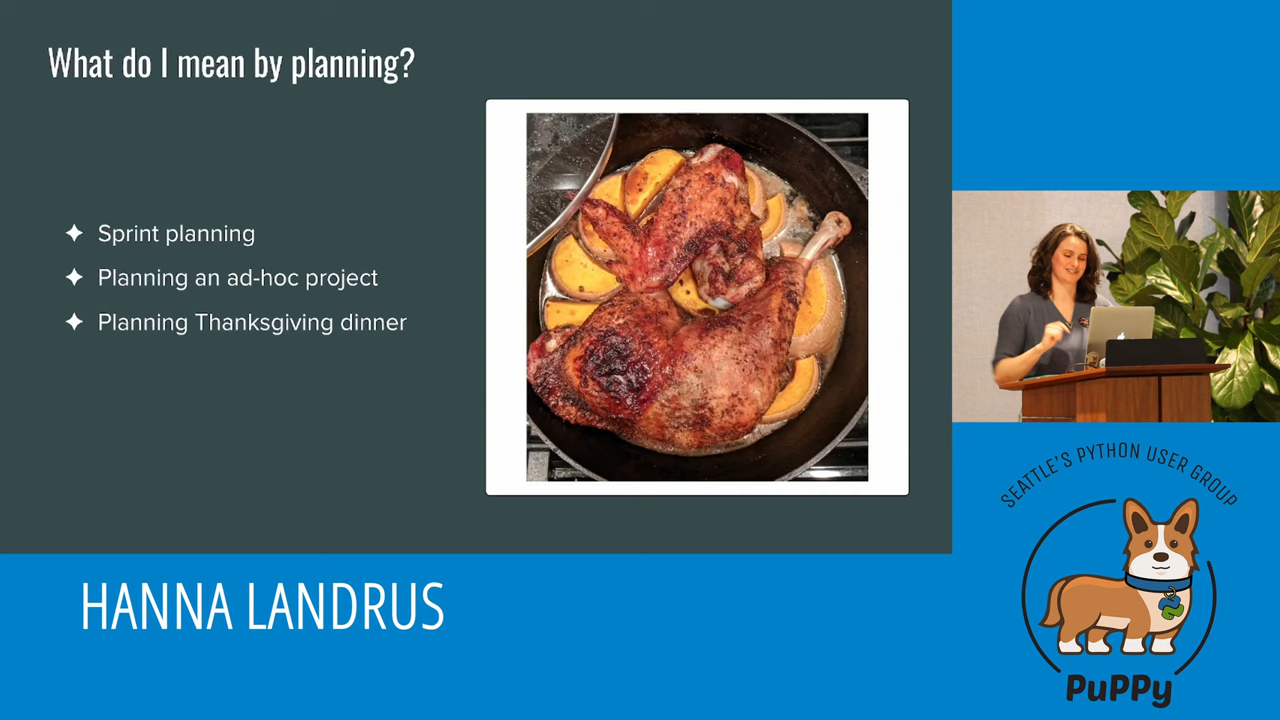 What do I mean by planning?
Sprint planning
Planning an ad-hoc project
Planning Thanksgiving dinner
HANNA LANDRUS
SEATTLE'S PYTHON USER GROUP
PuPPy